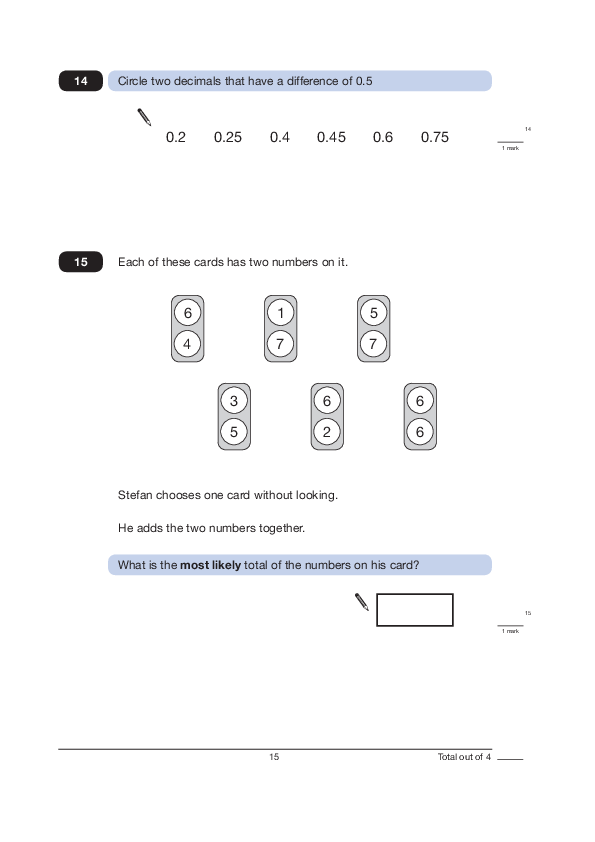 14 Circle two decimals that have a difference of 0.5
0.2 0.25 0.4 0.45 0.6 0.75
14
1 mark
15 Each of these cards has two numbers on it.
6 1 5
4 7 7
3 6 6
5 2 6
Stefan chooses one card without looking.
He adds the two numbers together.
What is the most likely total of the numbers on his card?
15
1 mark
15 Total out of 4